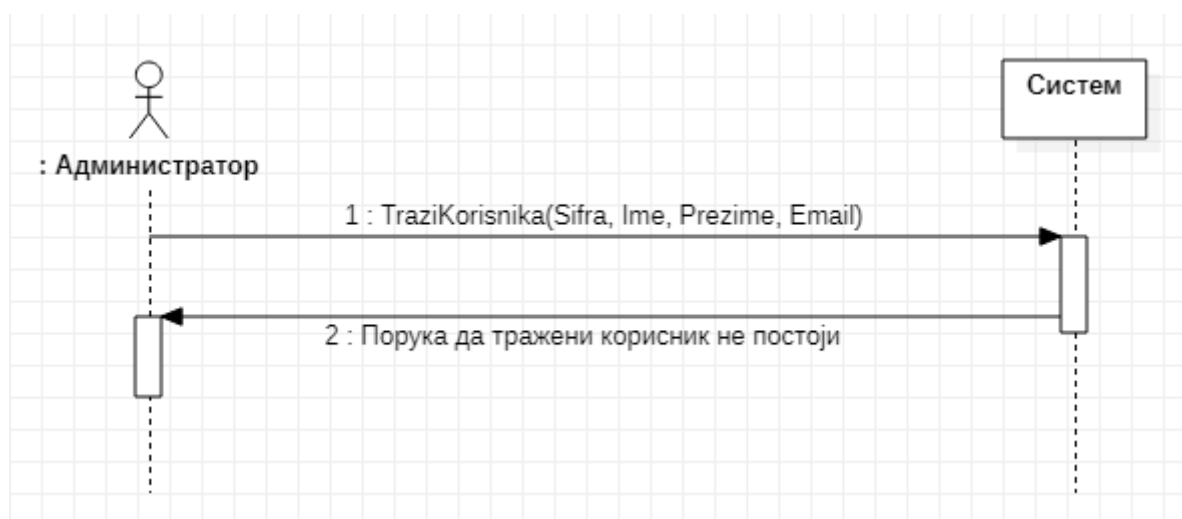 Систем
: Администратор
1 : TraziKorisnika(Sifra, Ime, Prezime, Email)
2 : Порука да тражени корисник не постоји